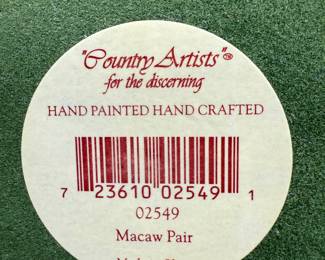 "Country Artists"®
for the discerning
HAND PAINTED HAND CRAFTED
7 23610 02549 1
02549
Macaw Pair